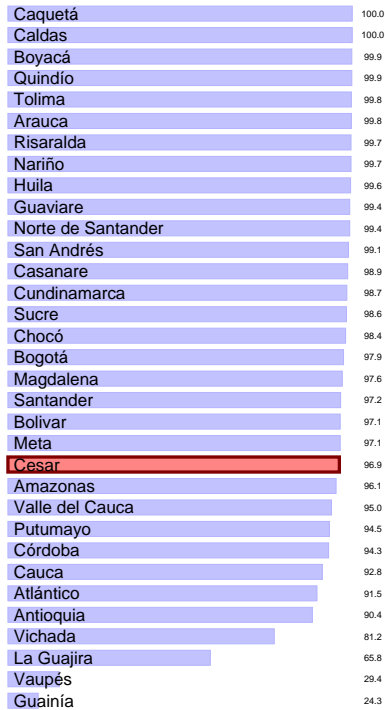 Caquetá 100.0
Caldas 100.0
Boyacá 99.9
Quindío 99.9
Tolima 99.8
Arauca 99.8
Risaralda 99.7
Nariño 99.7
Huila 99.6
Guaviare 99.4
Norte de Santander 99.4
San Andrés 99.1
Casanare 98.9
Cundinamarca 98.7
Sucre 98.6
Chocó 98.4
Bogotá 97.9
Magdalena 97.6
Santander 97.2
Bolivar 97.1
Meta 97.1
Cesar 96.9
Amazonas 96.1
Valle del Cauca 95.0
Putumayo 94.5
Córdoba 94.3
Cauca 92.8
Atlántico 91.5
Antioquia 90.4
Vichada 81.2
La Guajira 65.8
Vaupés 29.4
Guainía 24.3